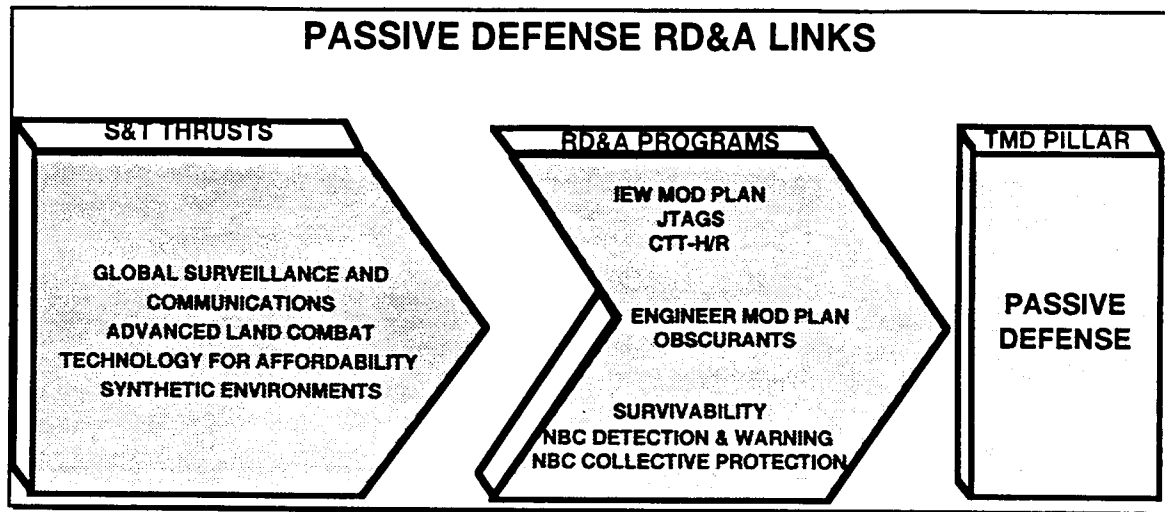 PASSIVE DEFENSE RD&A LINKS
S&T THRUSTS
GLOBAL SURVEILLANCE AND
COMMUNICATIONS
ADVANCED LAND COMBAT
TECHNOLOGY FOR AFFORDABILITY
SYNTHETIC ENVIRONMENTS
RD&A PROGRAMS
IEW MOD PLAN
JTAGS
CTT-H/R
ENGINEER MOD PLAN
OBSCURANTS
SURVIVABILITY
NBC DETECTION & WARNING
NBC COLLECTIVE PROTECTION
TMD PILLAR
PASSIVE
DEFENSE